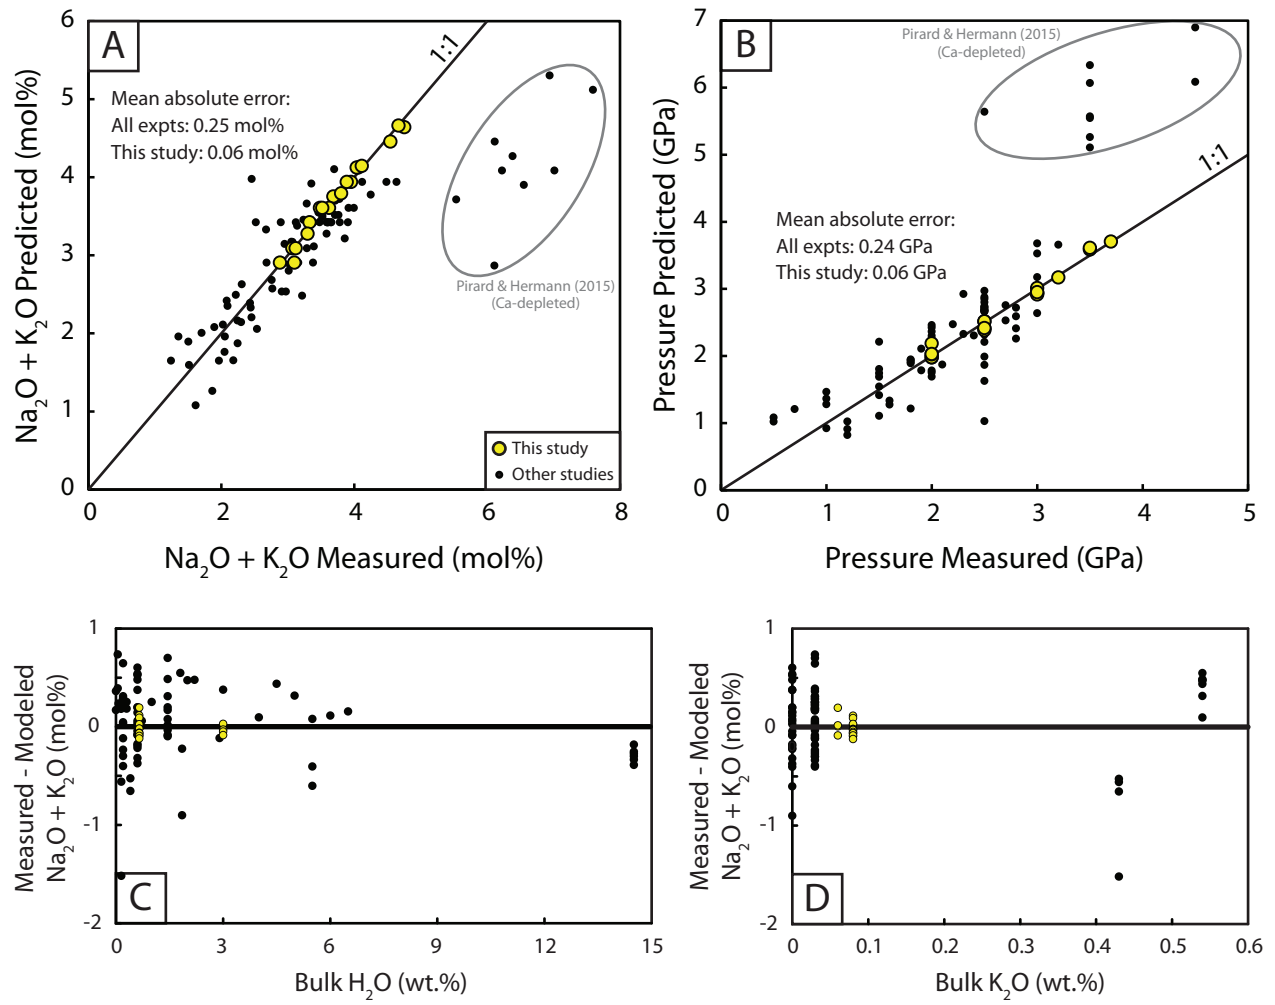 A
Na₂O + K₂O Predicted (mol%)
6
5
4
3
2
1
0
Mean absolute error:
All expts: 0.25 mol%
This study: 0.06 mol%
1:1
Pirard & Hermann (2015)
(Ca-depleted)
This study
Other studies
0 2 4 6 8
Na₂O + K₂O Measured (mol%)
B
Pressure Predicted (GPa)
7
6
5
4
3
2
1
0
Pirard & Hermann (2015)
(Ca-depleted)
1:1
Mean absolute error:
All expts: 0.24 GPa
This study: 0.06 GPa
0 1 2 3 4 5
Pressure Measured (GPa)
Measured - Modeled
Na₂O + K₂O (mol%)
1
0
-1
-2
C
0 3 6 9 12 15
Bulk H₂O (wt.%)
Measured - Modeled
Na₂O + K₂O (mol%)
1
0
-1
-2
D
0 0.1 0.2 0.3 0.4 0.5 0.6
Bulk K₂O (wt.%)